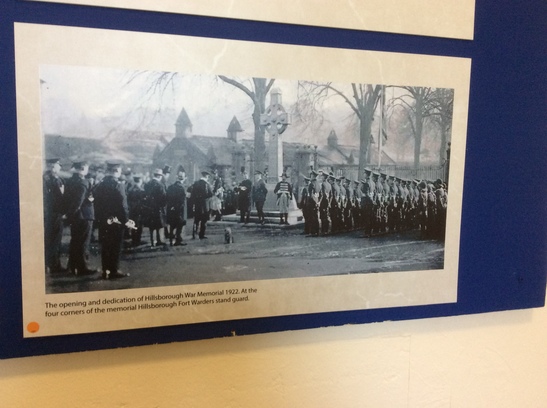 The opening and dedication of Hillsborough War Memorial 1922. At the
four corners of the memorial Hillsborough Fort Warders stand guard.